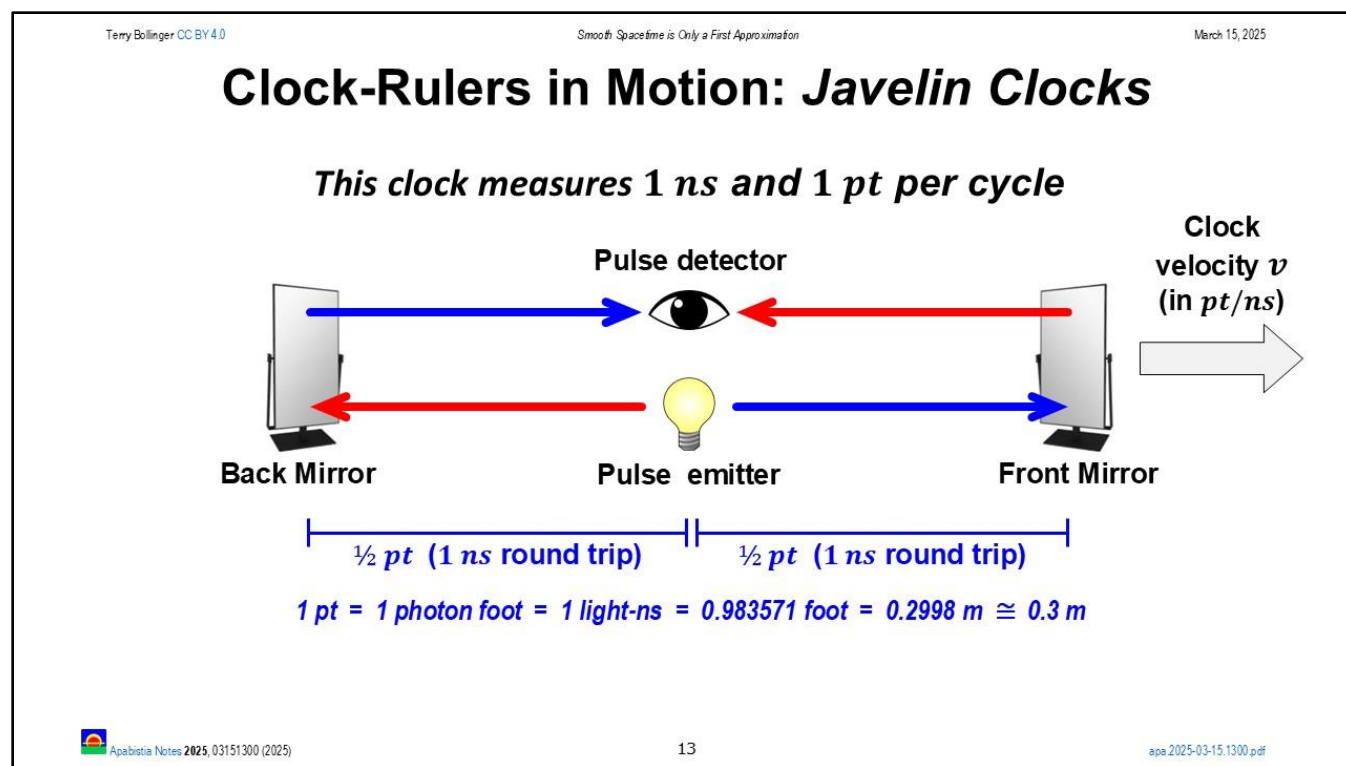 Terry Bollinger CC BY 4.0
Smooth Spacetime is Only a First Approximation
March 15, 2025
Clock-Rulers in Motion: Javelin Clocks
This clock measures 1 ns and 1 pt per cycle
Clock
velocity v
(in pt/ns)
Pulse detector
Back Mirror
Pulse emitter
Front Mirror
½ pt (1 ns round trip)
½ pt (1 ns round trip)
1 pt = 1 photon foot = 1 light-ns = 0.983571 foot = 0.2998 m ≅ 0.3 m
Apabistia Notes 2025, 03151300 (2025)
13
apa.2025-03-15.1300.pdf